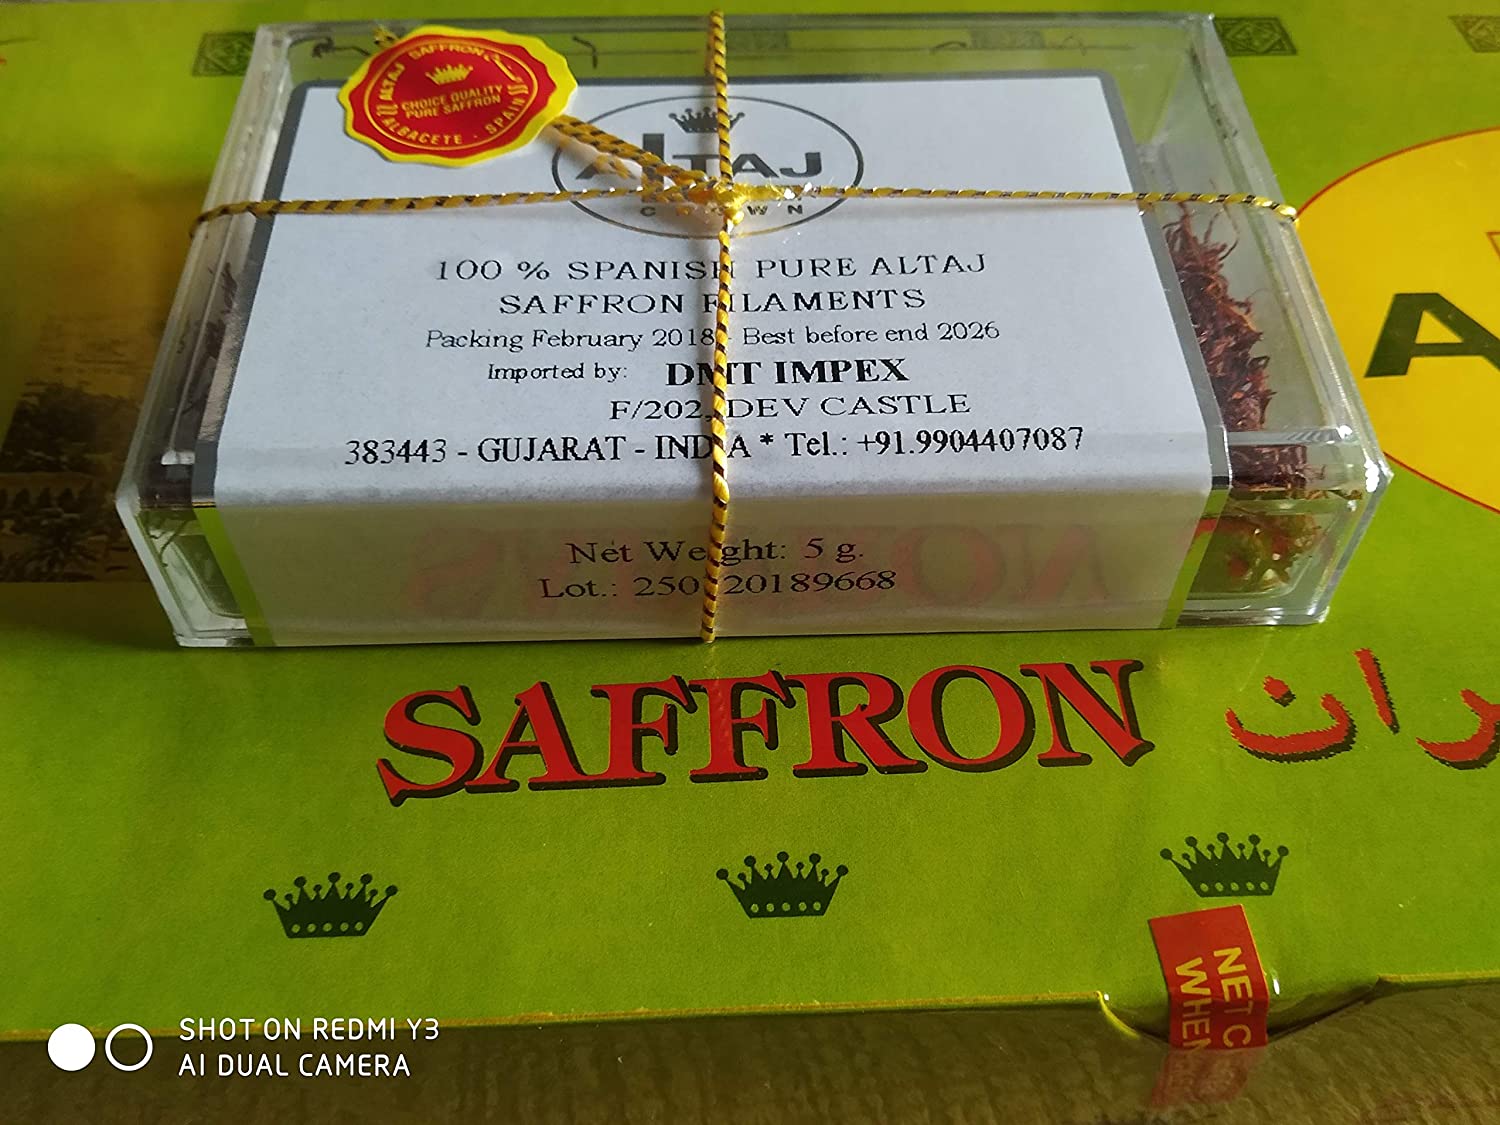 ALTAJ SAFFRON
CHOICE QUALITY
PURE SAFFRON
ALBACETE - SPAIN
ALTAJ
CROWN
100 % SPANISH PURE ALTAJ
SAFFRON FILAMENTS
Packing February 2018 - Best before end 2026
Imported by: DMT IMPEX
F/202, DEV CASTLE
383443 - GUJARAT - INDIA * Tel.: +91.9904407087
Net Weight: 5 g.
Lot.: 250 20189668
SAFFRON
NET
WHEN
SHOT ON REDMI Y3
AI DUAL CAMERA